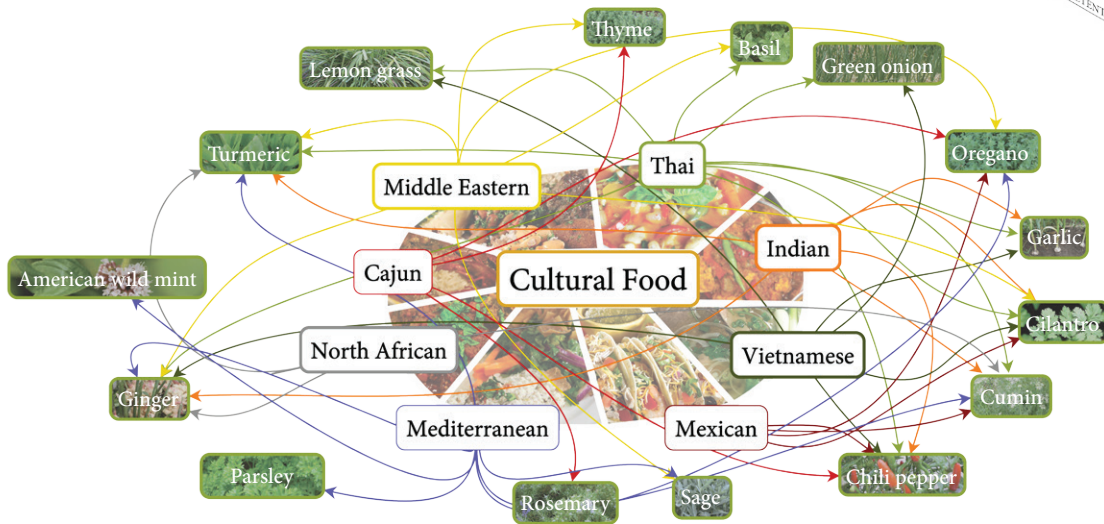 Thyme
Basil
Lemon grass
Green onion
Turmeric
Thai
Oregano
Middle Eastern
Indian
Garlic
American wild mint
Cajun
Cultural Food
Cilantro
North African
Vietnamese
Ginger
Cumin
Mediterranean
Mexican
Parsley
Chili pepper
Rosemary
Sage